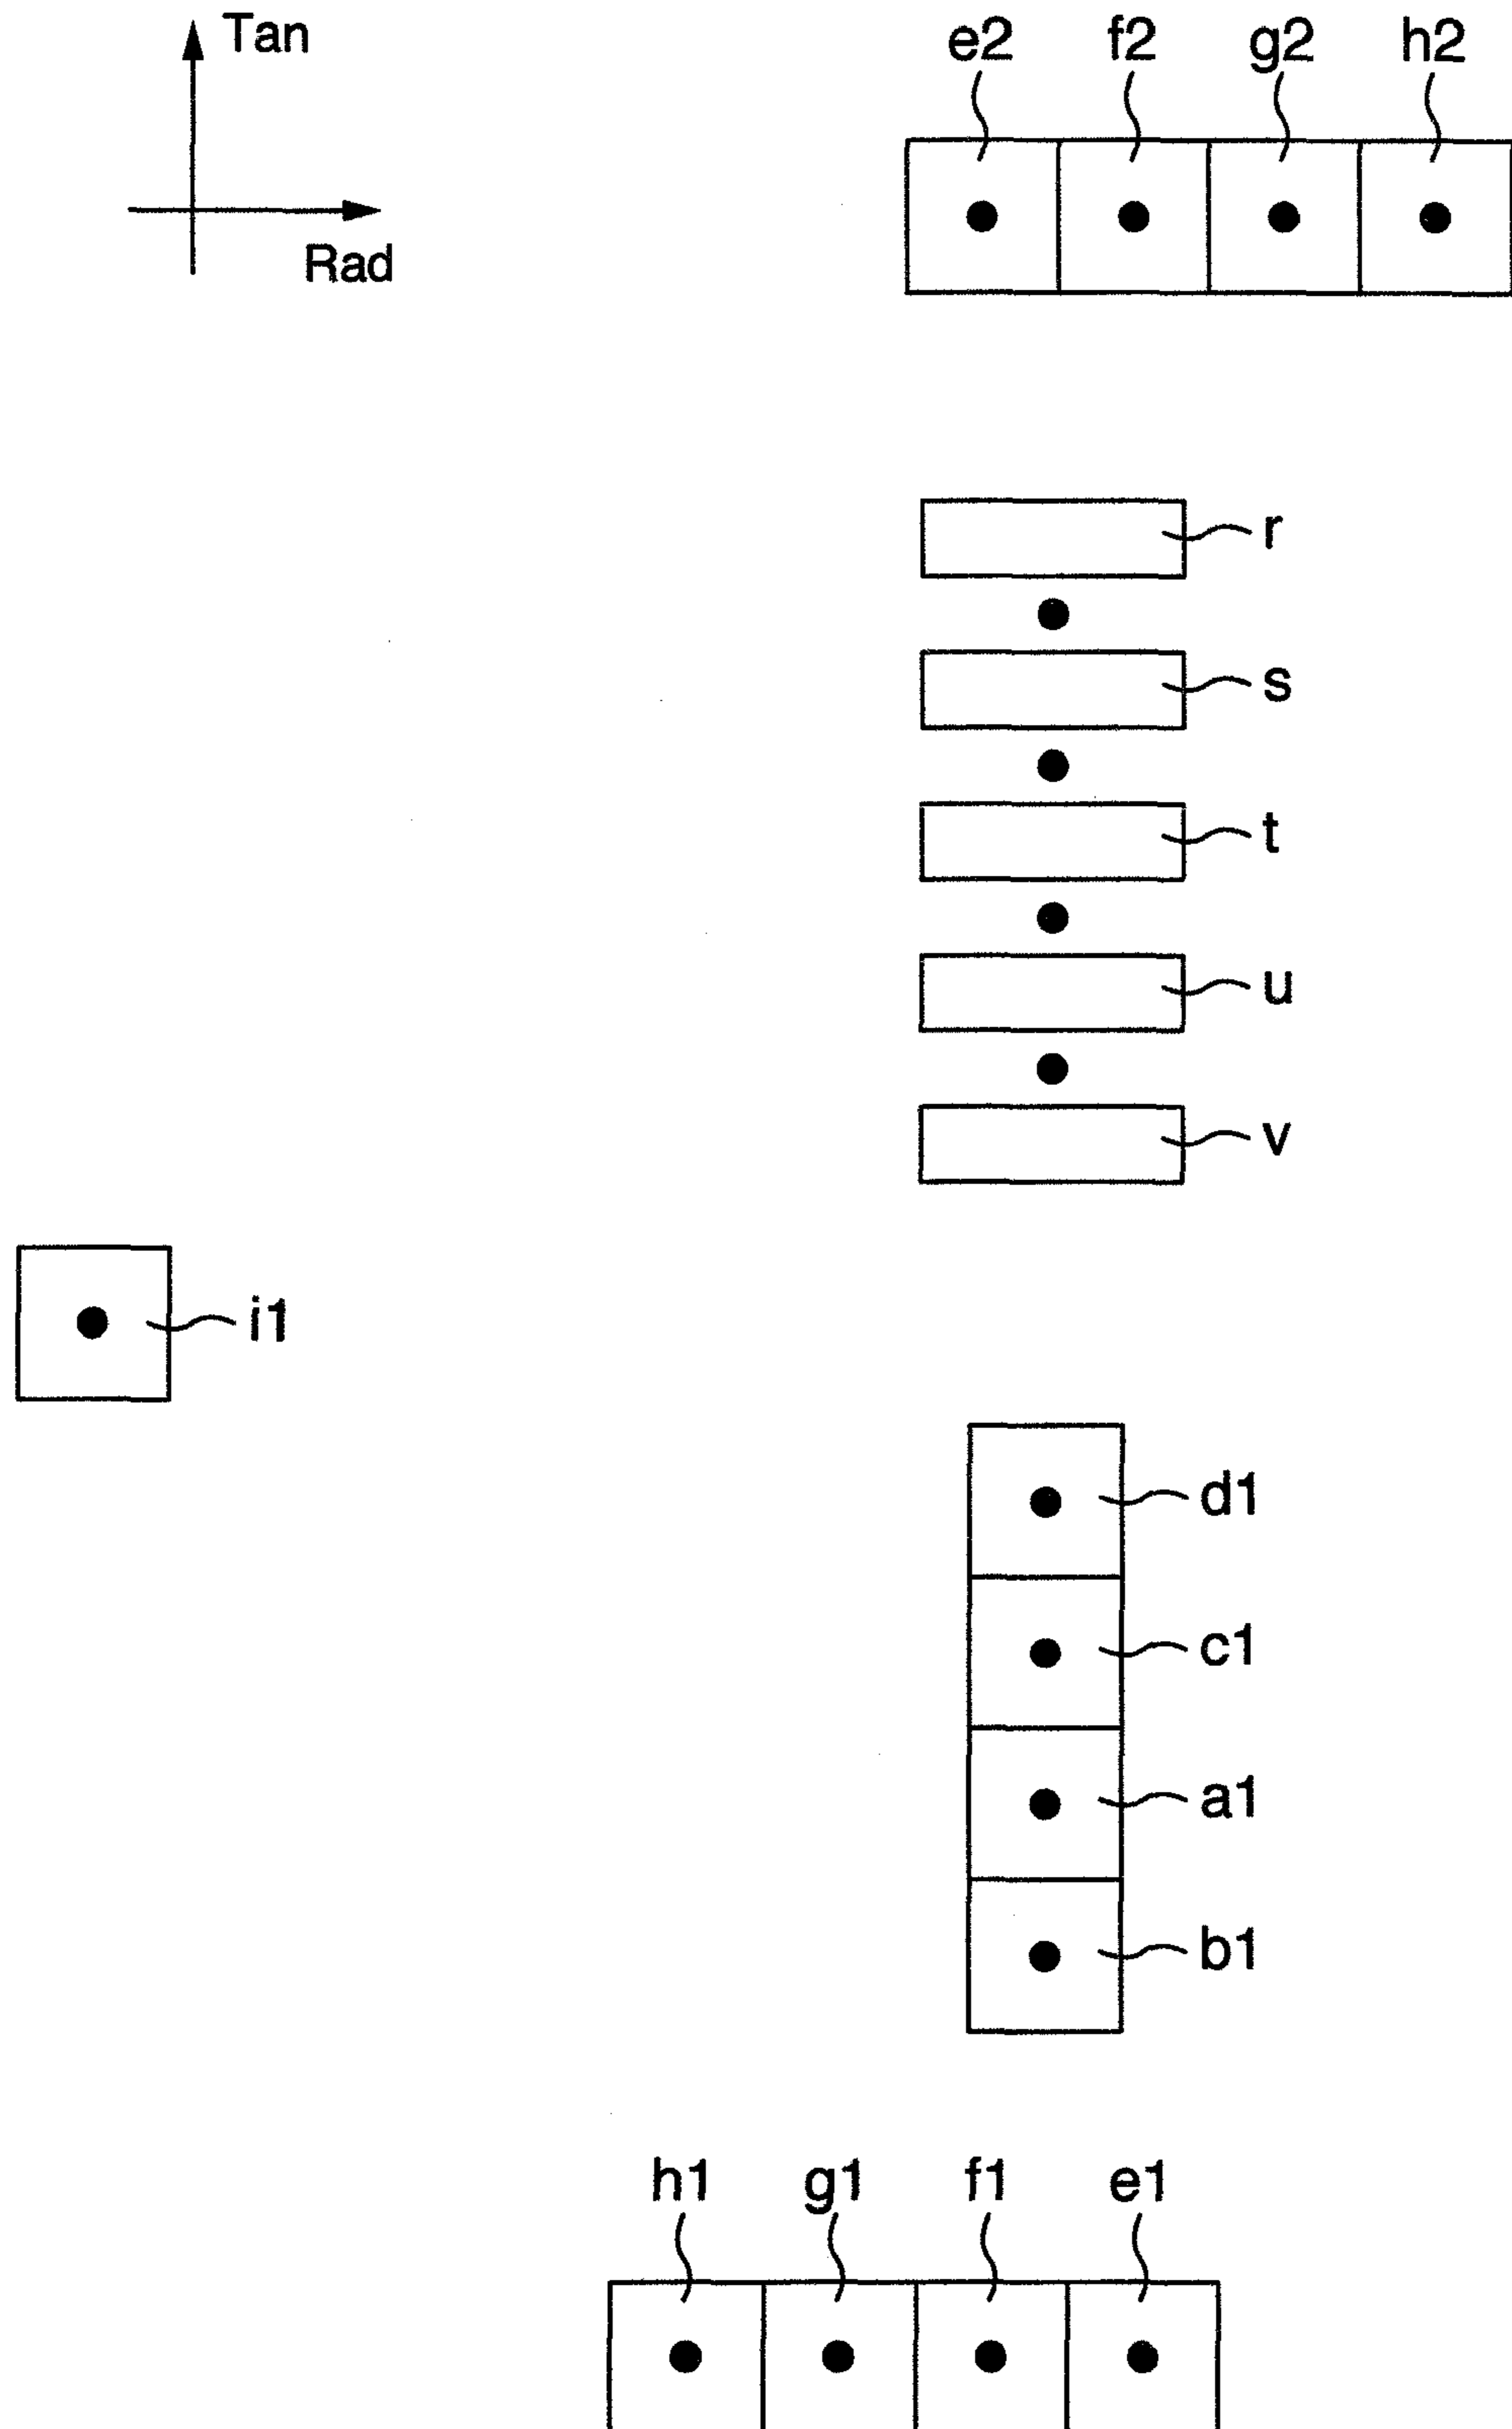 Tan
Rad
e2 f2 g2 h2
r
s
t
u
v
i1
d1
c1
a1
b1
h1 g1 f1 e1